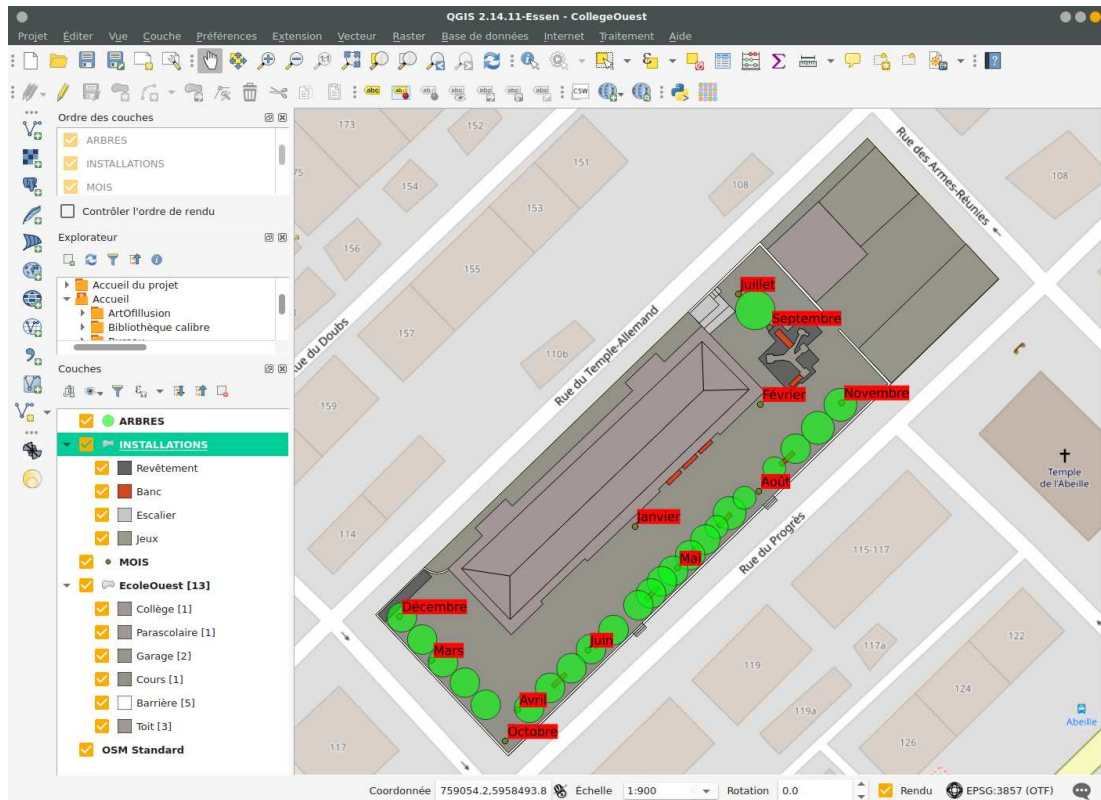 QGIS 2.14.11-Essen - CollegeOuest
Projet Éditer Vue Couche Préférences Extension Vecteur Raster Base de données Internet Traitement Aide
Ordre des couches
ARBRES
INSTALLATIONS
MOIS
Contrôler l'ordre de rendu
Explorateur
Accueil du projet
Accueil
ArtOfIllusion
Bibliothèque calibre
Couches
ARBRES
INSTALLATIONS
Revêtement
Banc
Escalier
Jeux
MOIS
EcoleOuest [13]
Collège [1]
Parascolaire [1]
Garage [2]
Cours [1]
Barrière [5]
Toit [3]
OSM Standard
abc
CSW
173
152
151
108
Rue des Armes-Réunies
108
154
153
156
155
157
Rue du Doubs
110b
Rue du Temple-Allemand
159
114
Juillet
Septembre
Février
Novembre
Août
Janvier
Mai
Décembre
Mars
Juin
Avril
Octobre
Rue du Progrès
Temple
de l'Abeille
115-117
117a
122
119
124
119a
126
117
Abeille
Coordonnée 759054.2,5958493.8 Échelle 1:900 Rotation 0.0 Rendu EPSG:3857 (OTF)